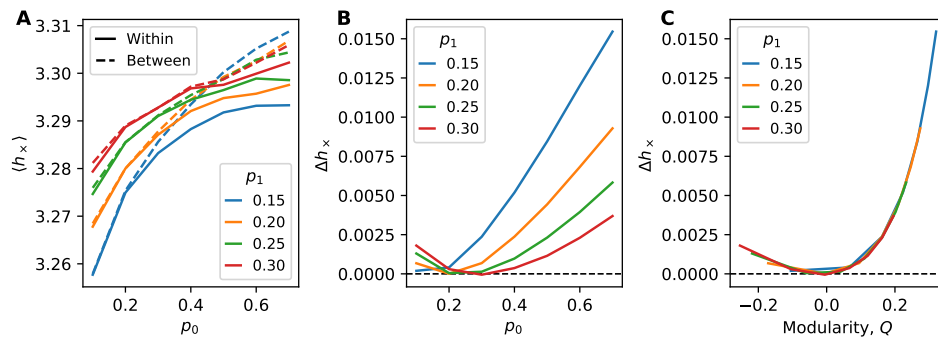 A
3.31
3.30
3.29
3.28
3.27
3.26
⟨h×⟩
Within
Between
p1
0.15
0.20
0.25
0.30
0.2 0.4 0.6
p0
B
0.0150
0.0125
0.0100
0.0075
0.0050
0.0025
0.0000
Δh×
p1
0.15
0.20
0.25
0.30
0.2 0.4 0.6
p0
C
0.0150
0.0125
0.0100
0.0075
0.0050
0.0025
0.0000
Δh×
p1
0.15
0.20
0.25
0.30
−0.2 0.0 0.2
Modularity, Q